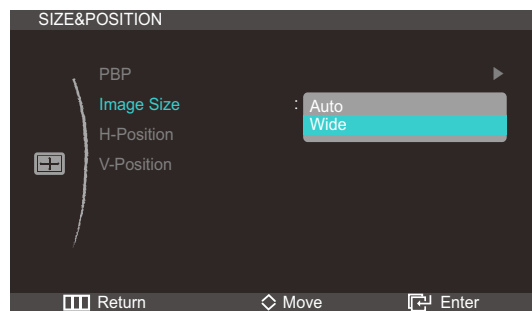 SIZE&POSITION
PBP
Image Size : Auto
Wide
H-Position
V-Position
Return Move Enter